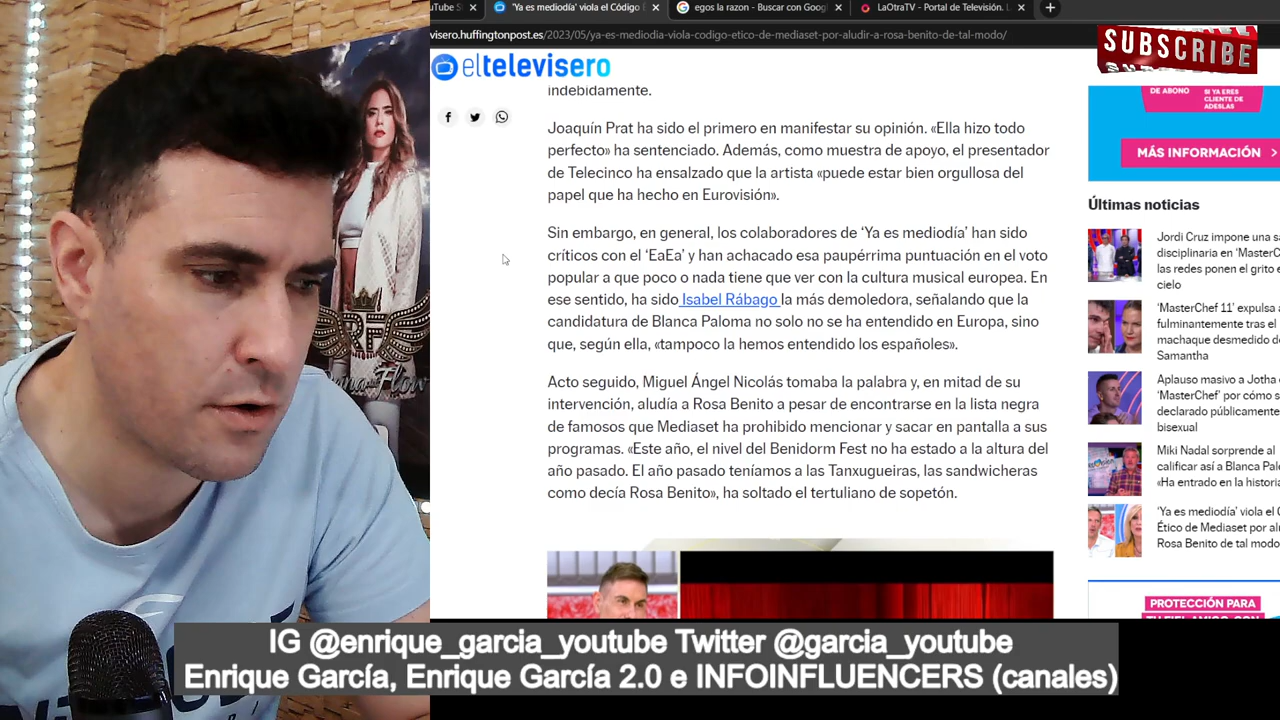 uTube S
'Ya es mediodía' viola el Código E
egos la razon - Buscar con Goog
LaOtraTV - Portal de Televisión. L
visero.huffingtonpost.es/2023/05/ya-es-mediodia-viola-codigo-etico-de-mediaset-por-aludir-a-rosa-benito-de-tal-modo/
SUBSCRIBE
eltelevisero
indebidamente.
Joaquín Prat ha sido el primero en manifestar su opinión. «Ella hizo todo
perfecto» ha sentenciado. Además, como muestra de apoyo, el presentador
de Telecinco ha ensalzado que la artista «puede estar bien orgullosa del
papel que ha hecho en Eurovisión».
Sin embargo, en general, los colaboradores de ‘Ya es mediodía’ han sido
críticos con el ‘EaEa’ y han achacado esa paupérrima puntuación en el voto
popular a que poco o nada tiene que ver con la cultura musical europea. En
ese sentido, ha sido Isabel Rábago la más demoledora, señalando que la
candidatura de Blanca Paloma no solo no se ha entendido en Europa, sino
que, según ella, «tampoco la hemos entendido los españoles».
Acto seguido, Miguel Ángel Nicolás tomaba la palabra y, en mitad de su
intervención, aludía a Rosa Benito a pesar de encontrarse en la lista negra
de famosos que Mediaset ha prohibido mencionar y sacar en pantalla a sus
programas. «Este año, el nivel del Benidorm Fest no ha estado a la altura del
año pasado. El año pasado teníamos a las Tanxugueiras, las sandwicheras
como decía Rosa Benito», ha soltado el tertuliano de sopetón.
DE ABONO
SI YA ERES
CLIENTE DE
ADESLAS
MÁS INFORMACIÓN >
Últimas noticias
Jordi Cruz impone una sa
disciplinaria en 'MasterC
las redes ponen el grito e
cielo
‘MasterChef 11’ expulsa a
fulminantemente tras el
machaque desmedido de
Samantha
Aplauso masivo a Jotha
‘MasterChef’ por cómo s
declarado públicamente
bisexual
Miki Nadal sorprende al
calificar así a Blanca Pal
«Ha entrado en la historia
‘Ya es mediodía’ viola el C
Ético de Mediaset por al
Rosa Benito de tal modo
PROTECCIÓN PARA
IG @enrique_garcia_youtube Twitter @garcia_youtube
Enrique García, Enrique García 2.0 e INFOINFLUENCERS (canales)